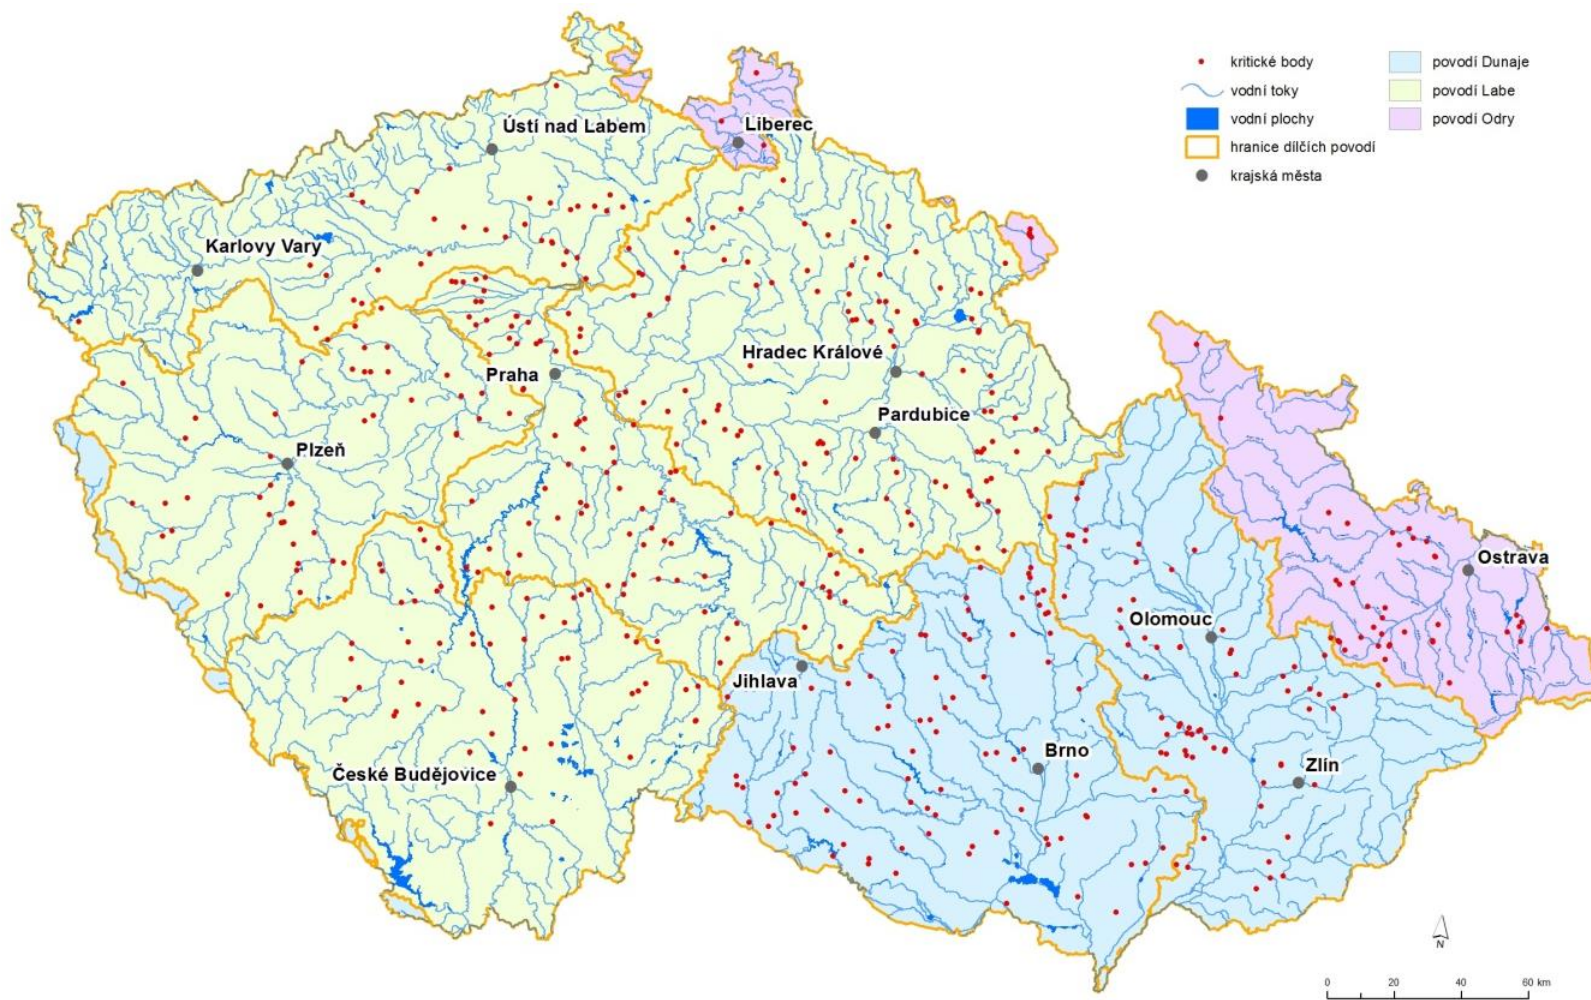 kritické body
povodí Dunaje
vodní toky
povodí Labe
vodní plochy
povodí Odry
hranice dílčích povodí
krajská města
Ústí nad Labem
Liberec
Karlovy Vary
Hradec Králové
Praha
Pardubice
Plzeň
Ostrava
Olomouc
Jihlava
Brno
České Budějovice
Zlín
N
0 20 40 60 km